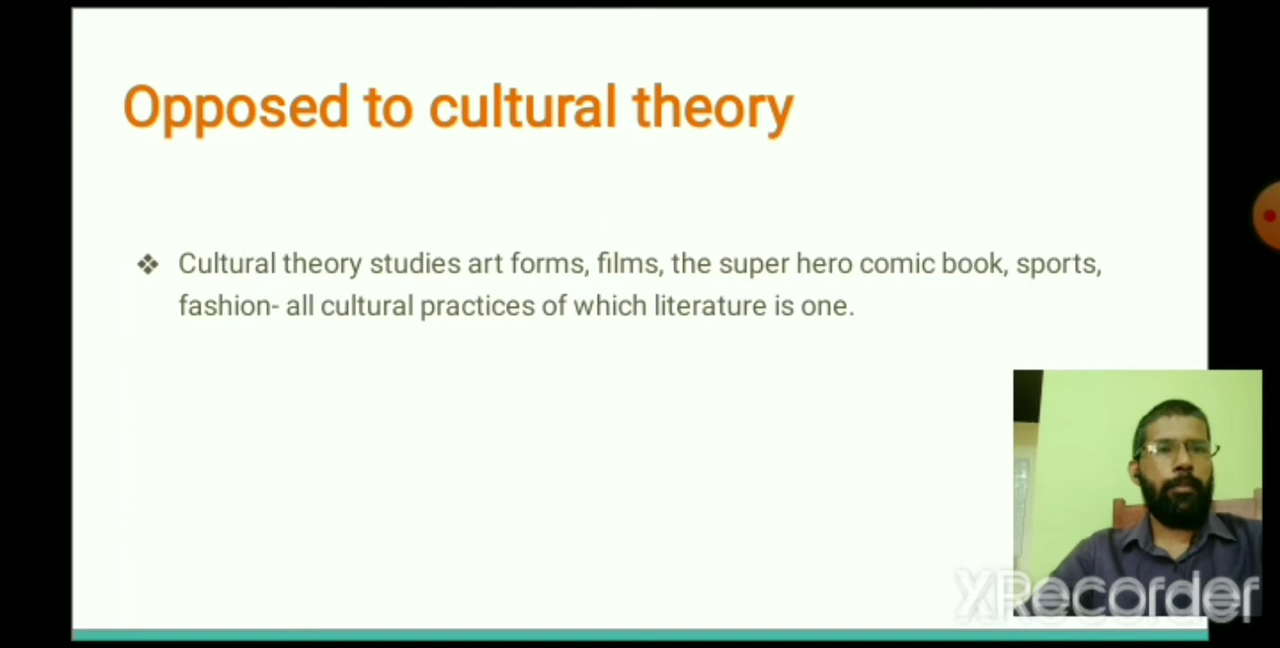 Opposed to cultural theory
❖ Cultural theory studies art forms, films, the super hero comic book, sports,
fashion- all cultural practices of which literature is one.
XRecorder